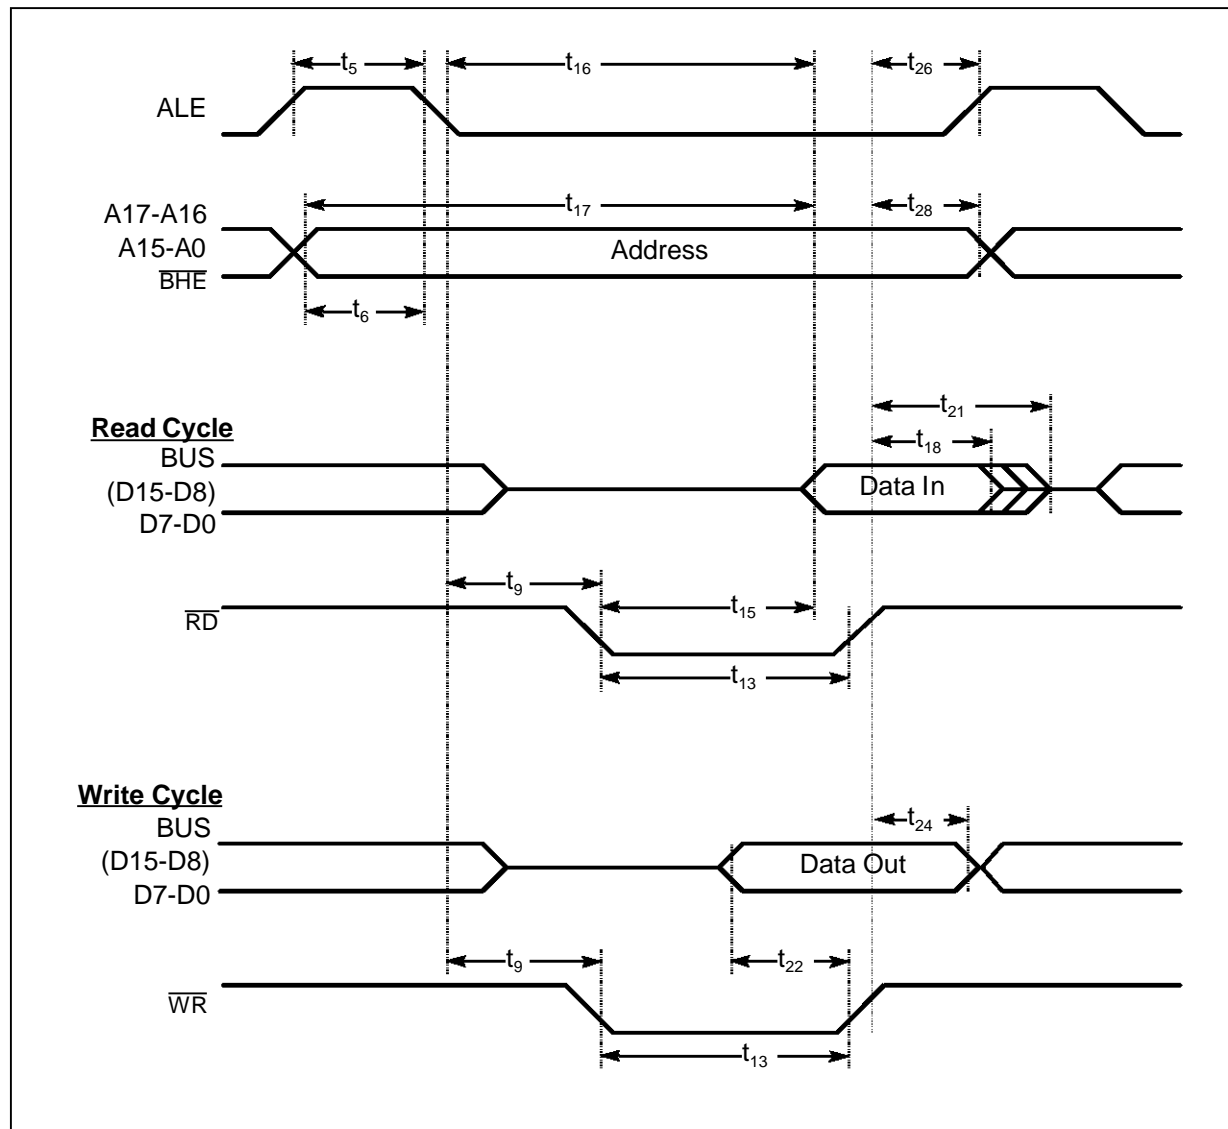 t5
t16
t26
ALE
A17-A16
t17
t28
A15-A0
Address
BHE
t6
t21
Read Cycle
t18
BUS
(D15-D8)
Data In
D7-D0
t9
t15
RD
t13
Write Cycle
t24
BUS
(D15-D8)
Data Out
D7-D0
t9
t22
WR
t13